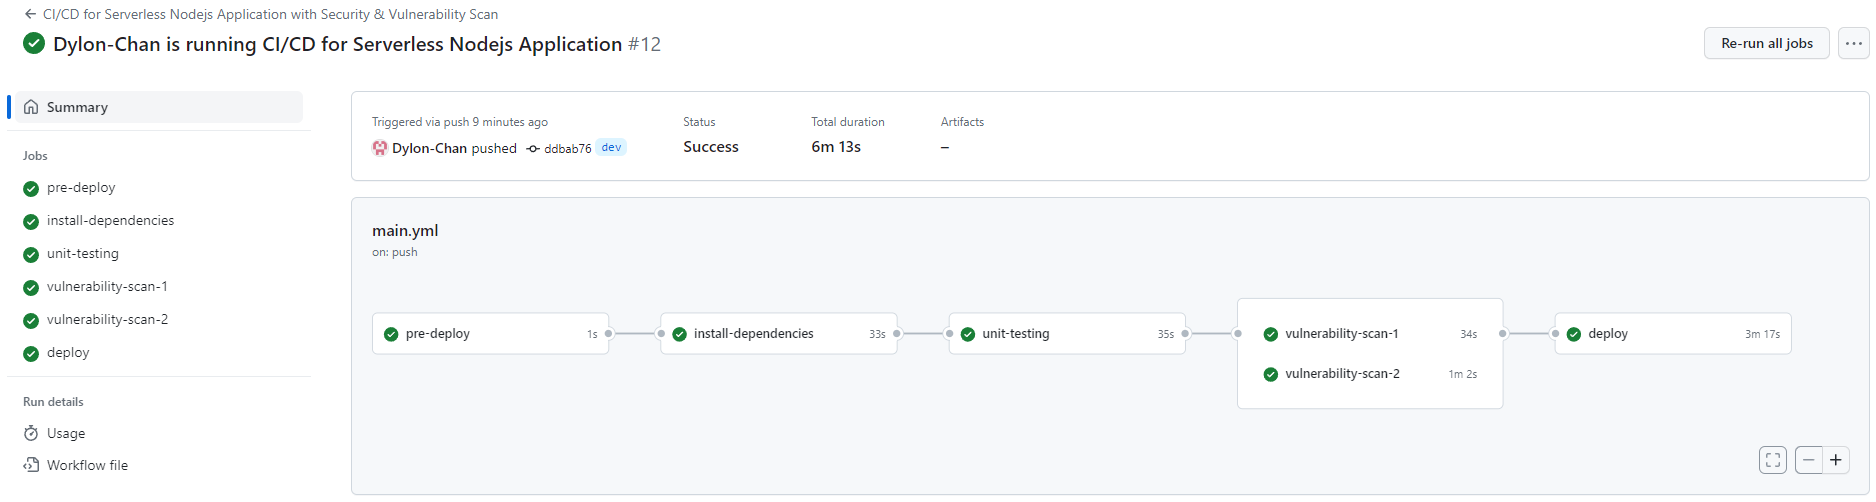 ← CI/CD for Serverless Nodejs Application with Security & Vulnerability Scan
Dylon-Chan is running CI/CD for Serverless Nodejs Application #12
Re-run all jobs
Summary
Jobs
pre-deploy
install-dependencies
unit-testing
vulnerability-scan-1
vulnerability-scan-2
deploy
Run details
Usage
Workflow file
Triggered via push 9 minutes ago
Dylon-Chan pushed ddbab76 dev
Status
Success
Total duration
6m 13s
Artifacts
–
main.yml
on: push
pre-deploy 1s
install-dependencies 33s
unit-testing 35s
vulnerability-scan-1 34s
vulnerability-scan-2 1m 2s
deploy 3m 17s